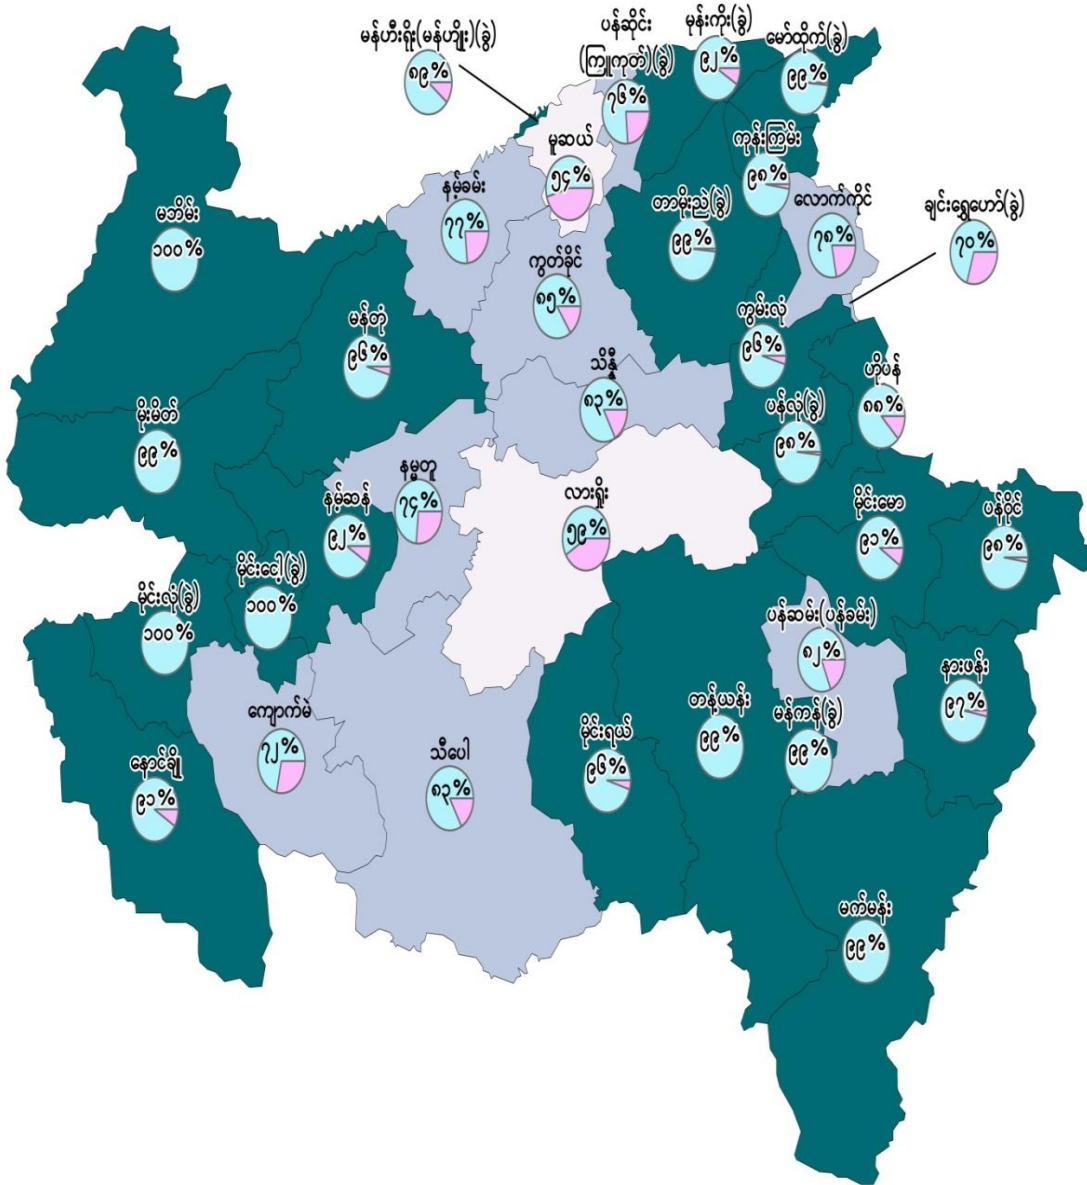 မန်ဟီးရိုး(မန်ဟျိုး)(ခွဲ)
၈၉%
ပန်ဆိုင်း
(ကြူကုတ်)(ခွဲ)
၇၆%
မုန်းကိုး(ခွဲ)
၉၂%
မော်ထိုက်(ခွဲ)
၉၉%
မူဆယ်
၅၄%
ကုန်းကြမ်း
၉၈%
နမ့်ခမ်း
၇၇%
မဘိမ်း
၁၀၀%
တာမိုးညဲ(ခွဲ)
၉၉%
လောက်ကိုင်
၇၈%
ချင်းရွှေဟော်(ခွဲ)
၇၀%
ကွတ်ခိုင်
၈၅%
မန်တုံ
၉၆%
ကွမ်းလုံ
၉၆%
သိန္နီ
၈၃%
ဟိုပန်
၈၈%
မိုးမိတ်
၉၉%
ပန်လုံ(ခွဲ)
၉၈%
နမ္မတူ
၇၄%
လားရှိုး
၅၉%
နမ့်ဆန်
၉၂%
မိုင်းမော
၉၁%
ပန်ဝိုင်
၉၈%
မိုင်းငေါ့(ခွဲ)
၁၀၀%
မိုင်းလုံ(ခွဲ)
၁၀၀%
ပန်ဆမ်း(ပန်ခမ်း)
၈၂%
နားဖန်း
၉၇%
ကျောက်မဲ
၇၂%
တန့်ယန်း
၉၉%
မန်ကန်(ခွဲ)
၉၉%
မိုင်းရယ်
၉၆%
သီပေါ
၈၃%
နောင်ချို
၉၁%
မက်မန်း
၉၉%